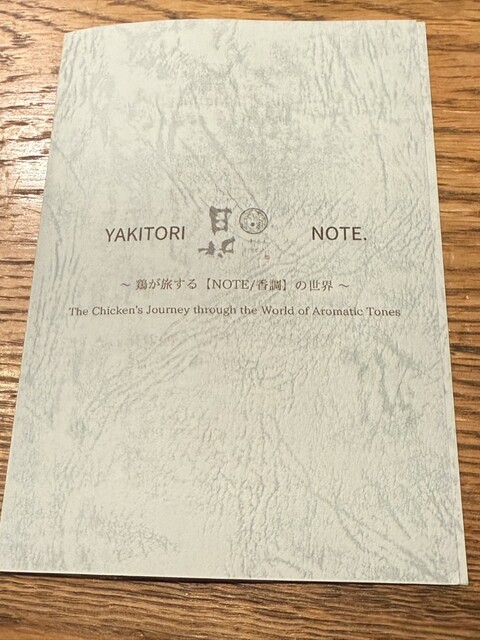 YAKITORI NOTE.
~ 鶏が旅する【NOTE/香調】の世界 ~
The Chicken's Journey through the World of Aromatic Tones